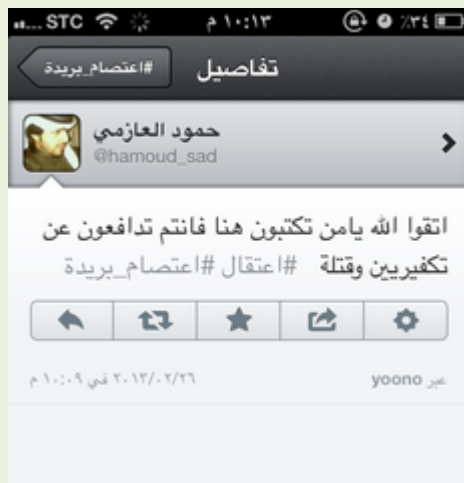 STC ١٠:١٣ م ٪٣٤
#اعتصام_بريدة تفاصيل
حمود العازمي
@hamoud_sad
اتقوا الله يامن تكتبون هنا فانتم تدافعون عن
تكفيريين وقتلة #اعتقال #اعتصام_بريدة
٢٠١٣/٠٢/٢٦ في ١٠:٠٩ م عبر yoono